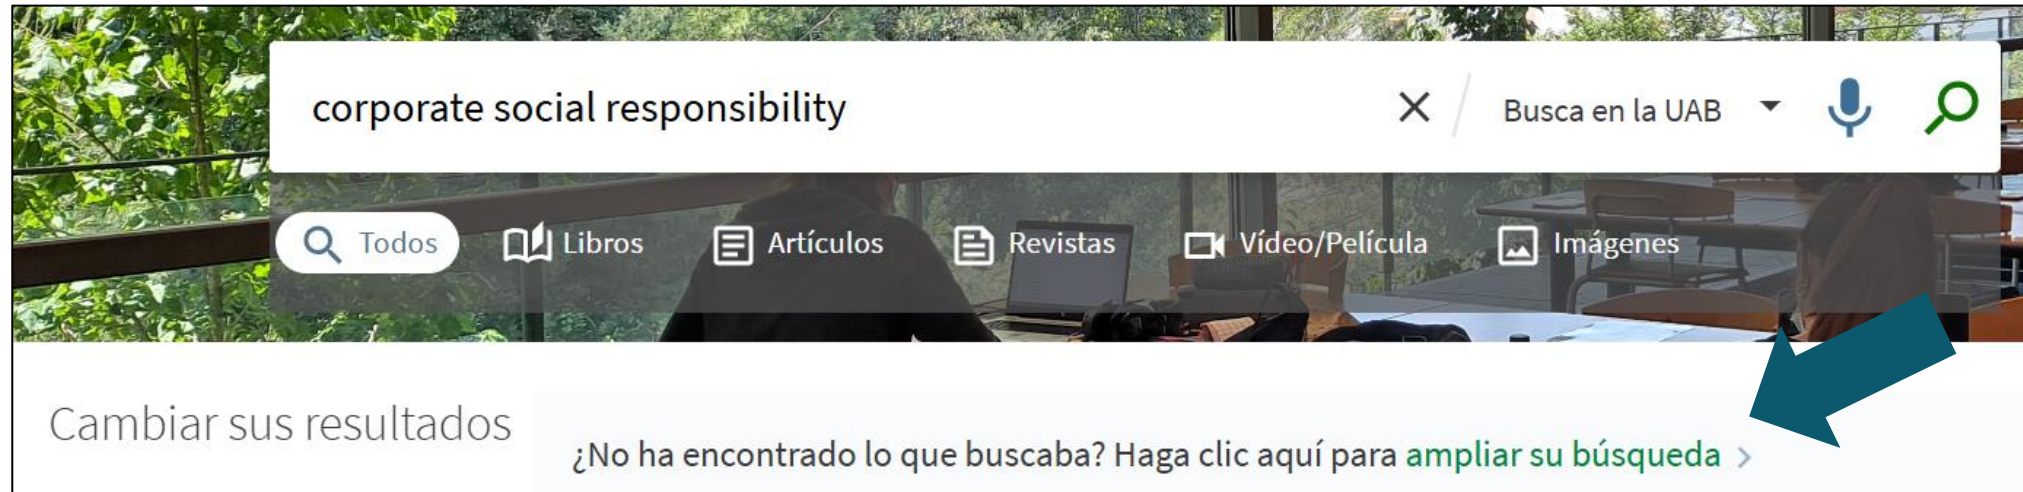 corporate social responsibility
Busca en la UAB
Todos
Libros
Artículos
Revistas
Vídeo/Película
Imágenes
Cambiar sus resultados
¿No ha encontrado lo que buscaba? Haga clic aquí para ampliar su búsqueda >